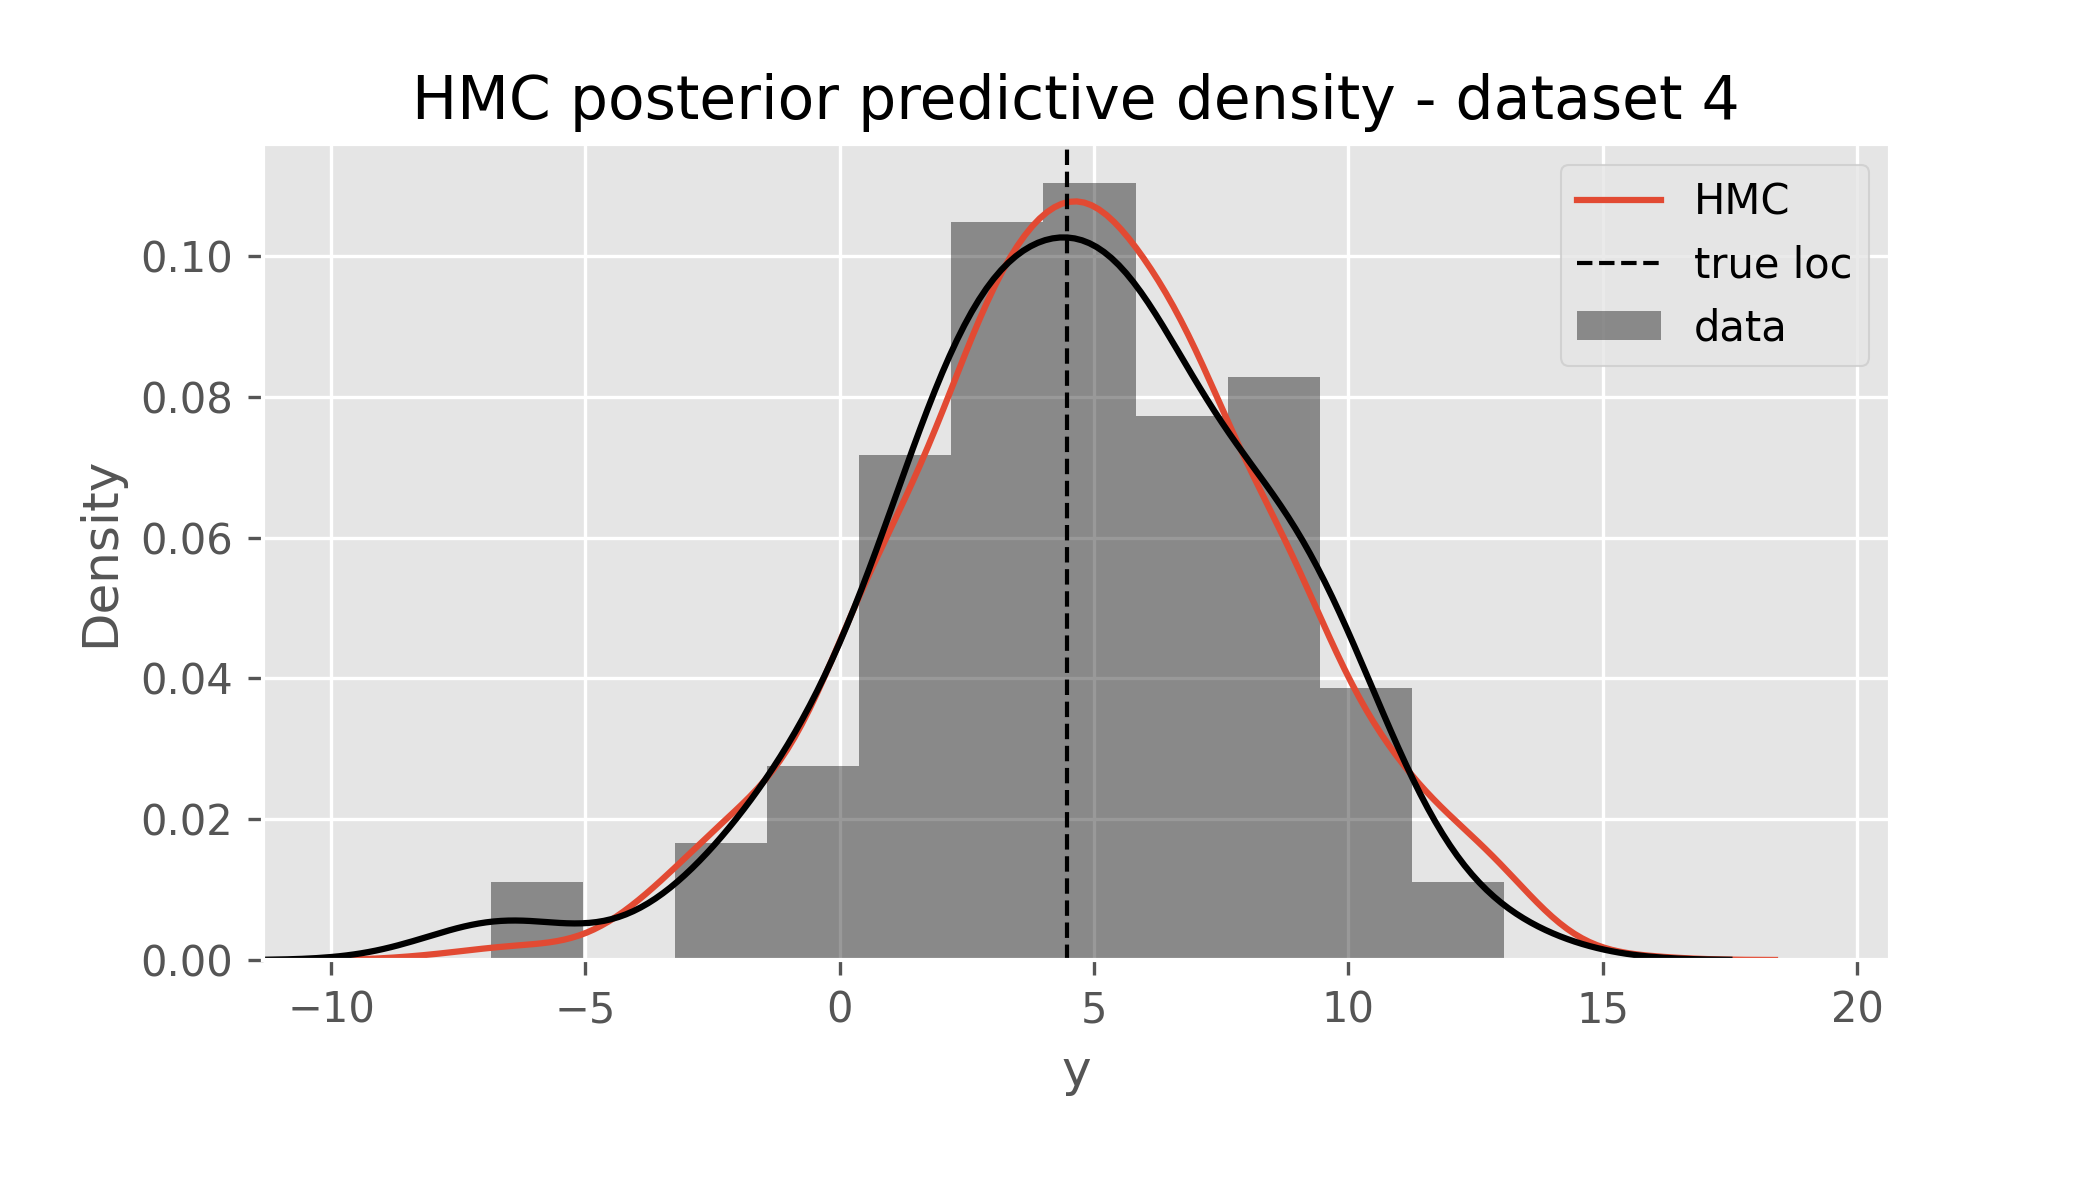 HMC posterior predictive density - dataset 4
HMC
true loc
data
Density
0.10
0.08
0.06
0.04
0.02
0.00
−10 −5 0 5 10 15 20
y